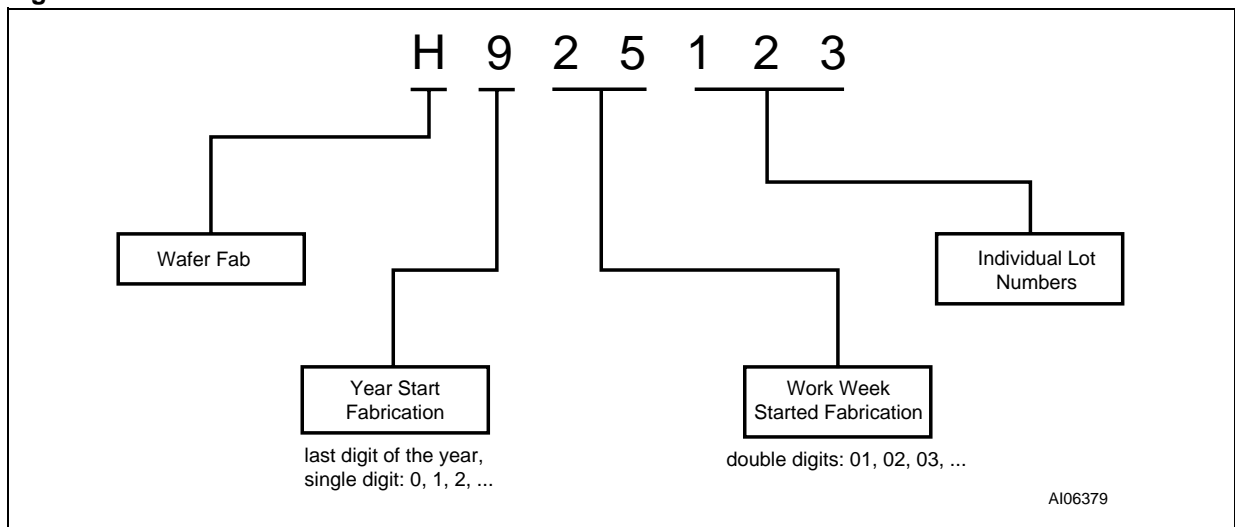 H 9 2 5 1 2 3
Wafer Fab
Individual Lot
Numbers
Year Start
Fabrication
last digit of the year,
single digit: 0, 1, 2, ...
Work Week
Started Fabrication
double digits: 01, 02, 03, ...
AI06379